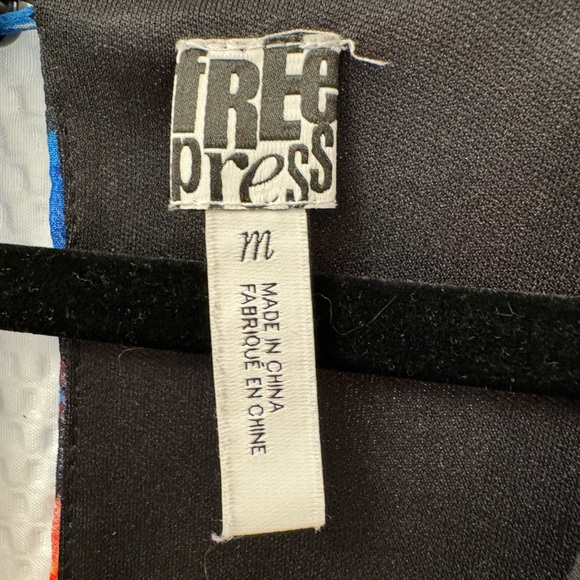 fREe
press
m
MADE IN CHINA
FABRIQUÉ EN CHINE